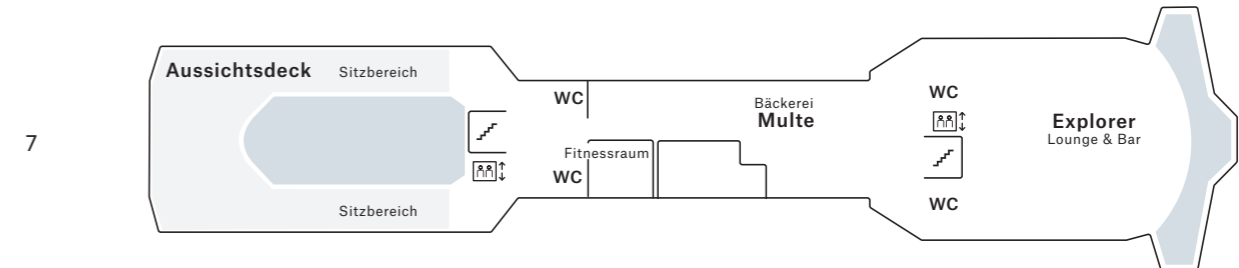 7
Aussichtsdeck
Sitzbereich
Sitzbereich
WC
Fitnessraum
WC
Bäckerei
Multe
WC
WC
Explorer
Lounge & Bar